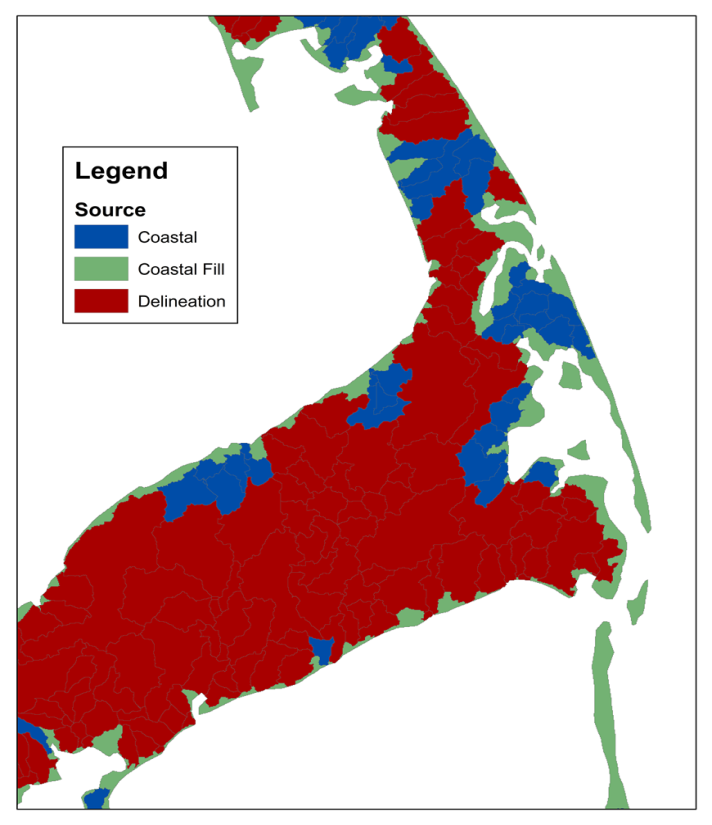 Legend
Source
Coastal
Coastal Fill
Delineation